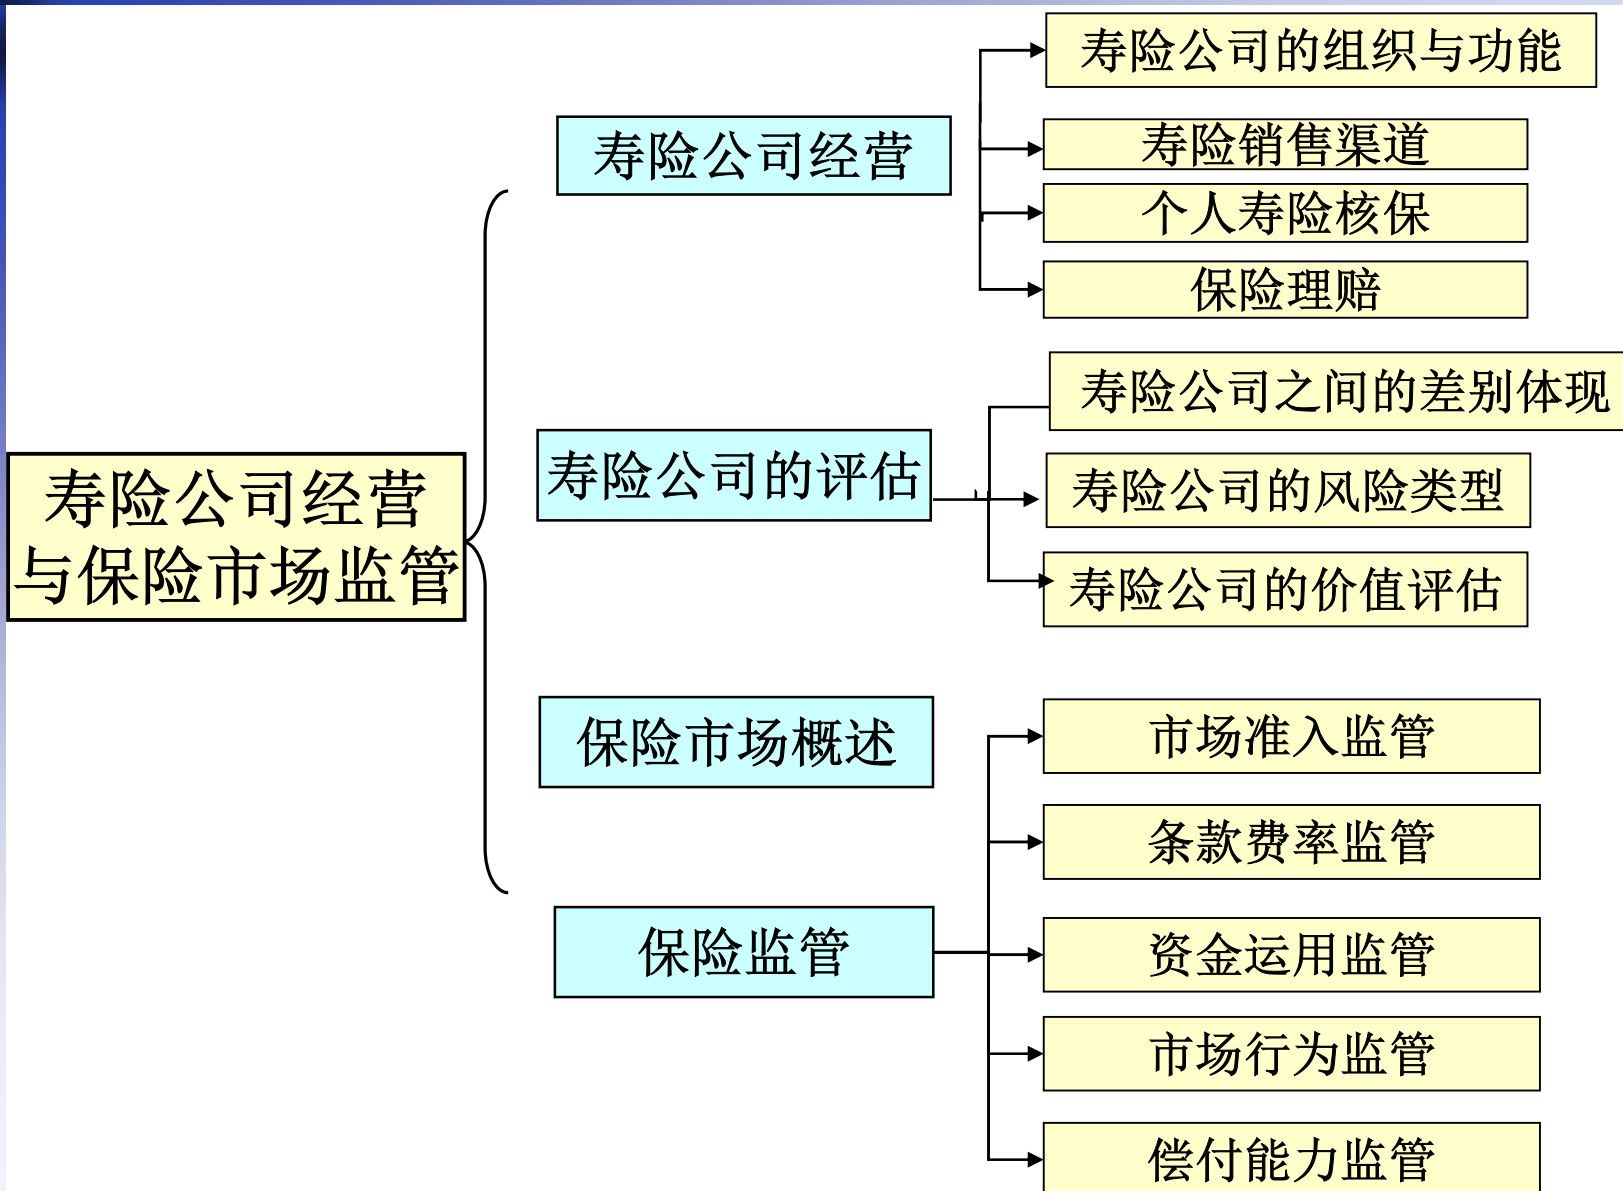 寿险公司经营
与保险市场监管
寿险公司经营
寿险公司的组织与功能
寿险销售渠道
个人寿险核保
保险理赔
寿险公司的评估
寿险公司之间的差别体现
寿险公司的风险类型
寿险公司的价值评估
保险市场概述
保险监管
市场准入监管
条款费率监管
资金运用监管
市场行为监管
偿付能力监管